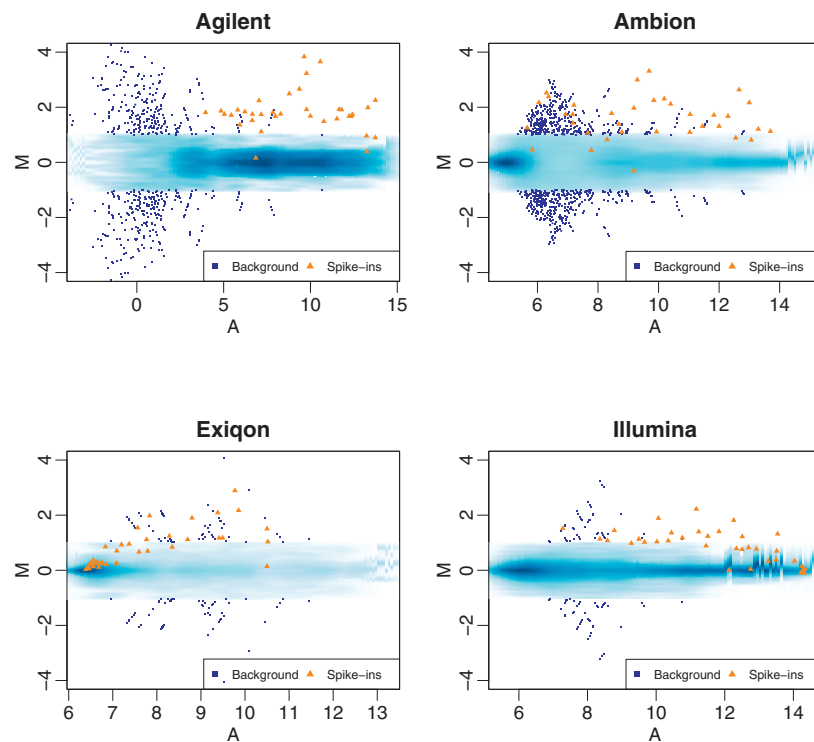 Agilent
Ambion
4
2
0
−2
−4
M
0
5
10
15
A
Background
Spike−ins
4
2
0
−2
−4
M
6
8
10
12
14
A
Background
Spike−ins
Exiqon
Illumina
4
2
0
−2
−4
M
6
7
8
9
10
11
12
13
A
Background
Spike−ins
4
2
0
−2
−4
M
6
8
10
12
14
A
Background
Spike−ins